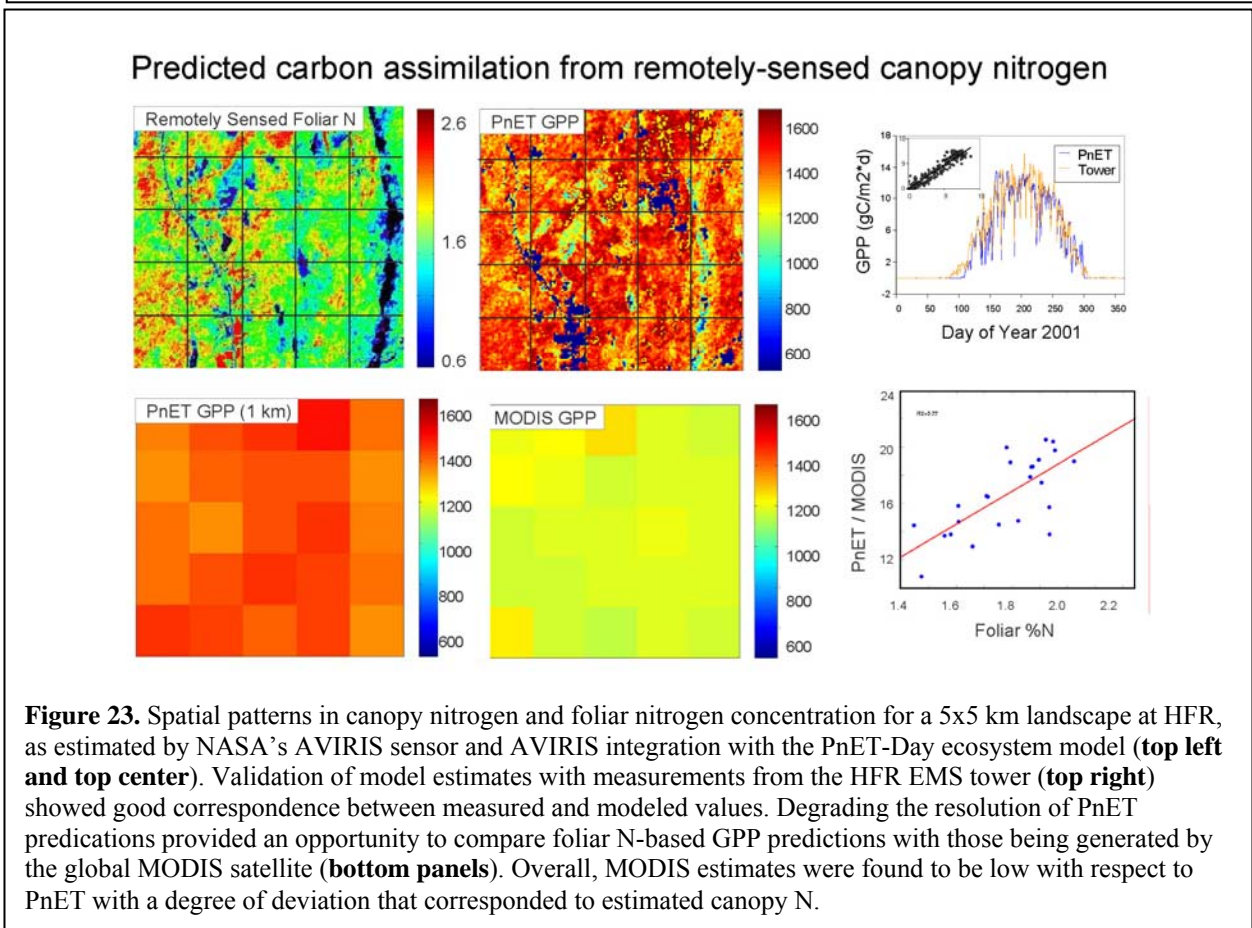 Predicted carbon assimilation from remotely-sensed canopy nitrogen
Remotely Sensed Foliar N
2.6
1.6
0.6
PnET GPP
1600
1400
1200
1000
800
600
18
14
10
6
2
-2
GPP (gC/m2*d)
10
5
0
0
5
10
PnET
Tower
0 50 100 150 200 250 300 350
Day of Year 2001
PnET GPP (1 km)
1600
1400
1200
1000
800
600
MODIS GPP
1600
1400
1200
1000
800
600
24
20
16
12
PnET / MODIS
1.4 1.6 1.8 2.0 2.2
Foliar %N
Figure 23. Spatial patterns in canopy nitrogen and foliar nitrogen concentration for a 5x5 km landscape at HFR,
as estimated by NASA's AVIRIS sensor and AVIRIS integration with the PnET-Day ecosystem model (top left
and top center). Validation of model estimates with measurements from the HFR EMS tower (top right)
showed good correspondence between measured and modeled values. Degrading the resolution of PnET
predications provided an opportunity to compare foliar N-based GPP predictions with those being generated by
the global MODIS satellite (bottom panels). Overall, MODIS estimates were found to be low with respect to
PnET with a degree of deviation that corresponded to estimated canopy N.